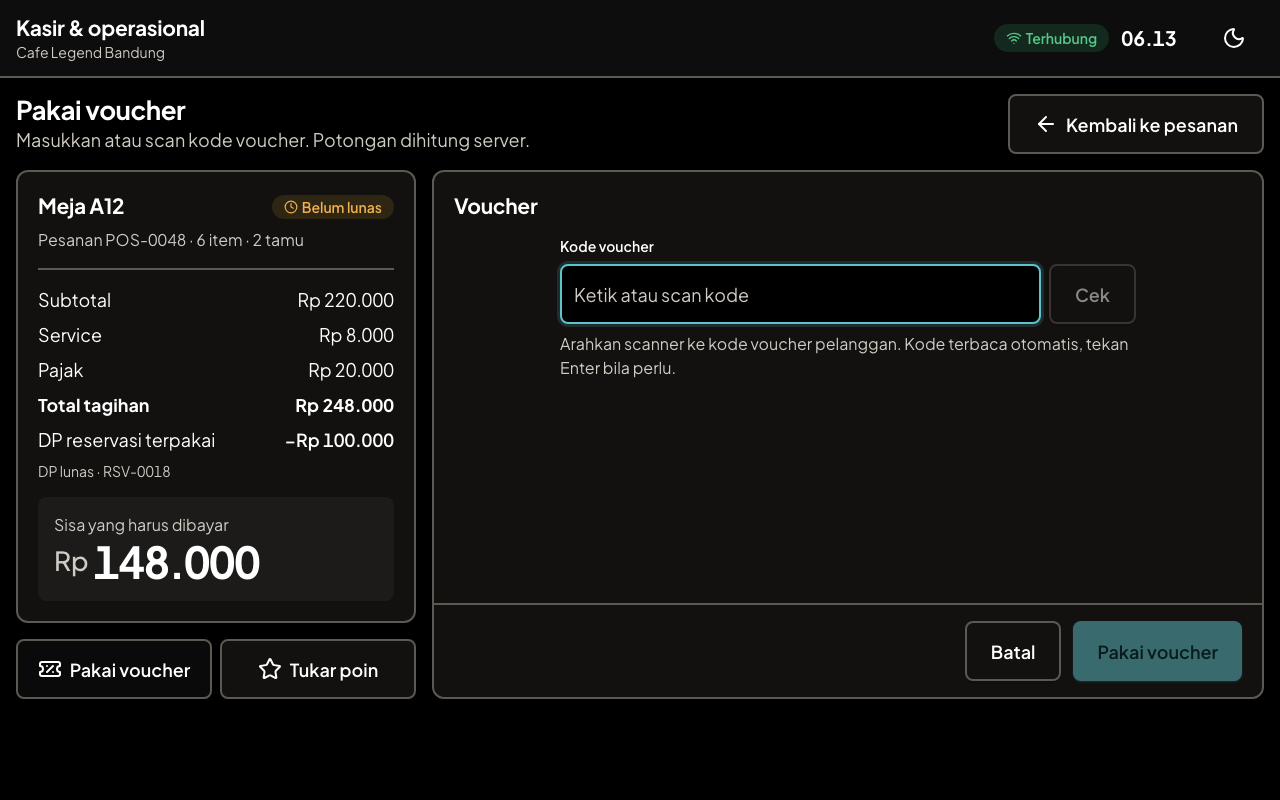 Kasir & operasional
Cafe Legend Bandung
Terhubung
06.13
Pakai voucher
Masukkan atau scan kode voucher. Potongan dihitung server.
Kembali ke pesanan
Meja A12
Belum lunas
Pesanan POS-0048 · 6 item · 2 tamu
Subtotal Rp 220.000
Service Rp 8.000
Pajak Rp 20.000
Total tagihan Rp 248.000
DP reservasi terpakai −Rp 100.000
DP lunas · RSV-0018
Sisa yang harus dibayar
Rp 148.000
Pakai voucher
Tukar poin
Voucher
Kode voucher
Ketik atau scan kode
Cek
Arahkan scanner ke kode voucher pelanggan. Kode terbaca otomatis, tekan
Enter bila perlu.
Batal
Pakai voucher